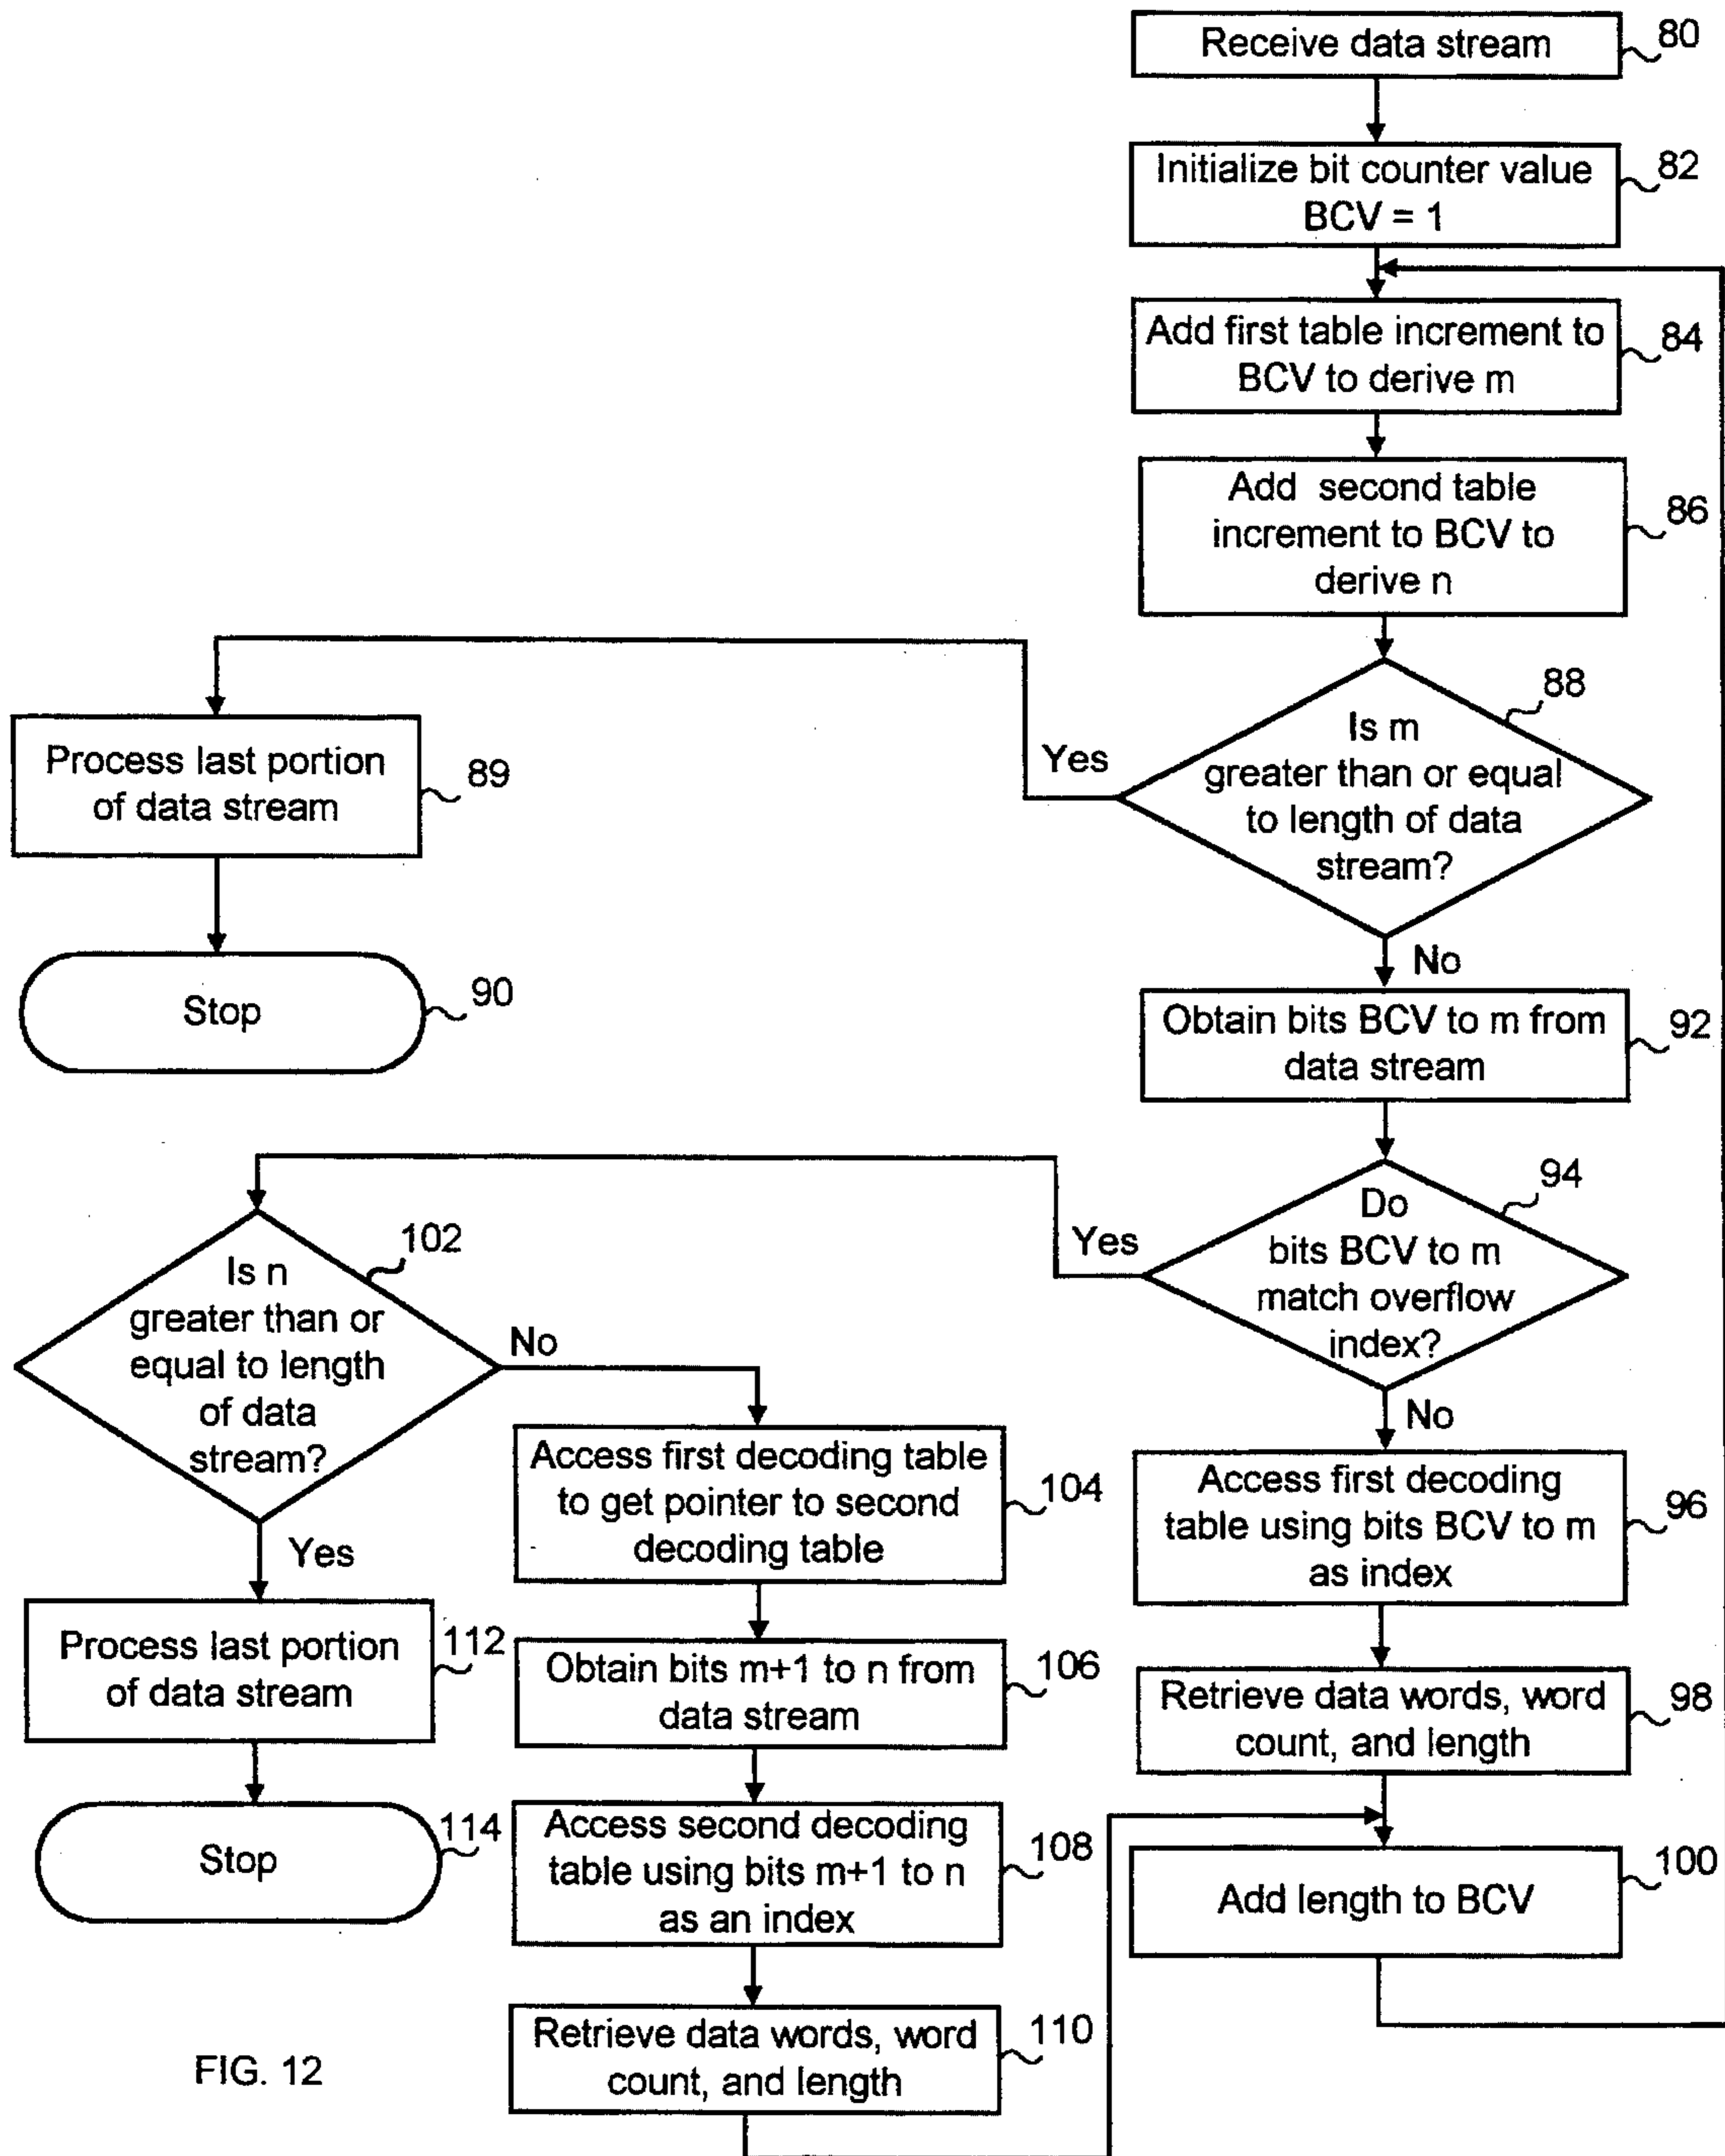 Receive data stream
80
Initialize bit counter value
BCV = 1
82
Add first table increment to
BCV to derive m
84
Add second table
increment to BCV to
derive n
86
Is m
greater than or equal
to length of data
stream?
88
Yes
No
Process last portion
of data stream
89
Stop
90
Obtain bits BCV to m from
data stream
92
Do
bits BCV to m
match overflow
index?
94
Yes
No
Is n
greater than or
equal to length
of data
stream?
102
No
Yes
Access first decoding table
to get pointer to second
decoding table
104
Access first decoding
table using bits BCV to m
as index
96
Process last portion
of data stream
112
Obtain bits m+1 to n from
data stream
106
Retrieve data words, word
count, and length
98
Stop
114
Access second decoding
table using bits m+1 to n
as an index
108
Add length to BCV
100
Retrieve data words, word
count, and length
110
FIG. 12